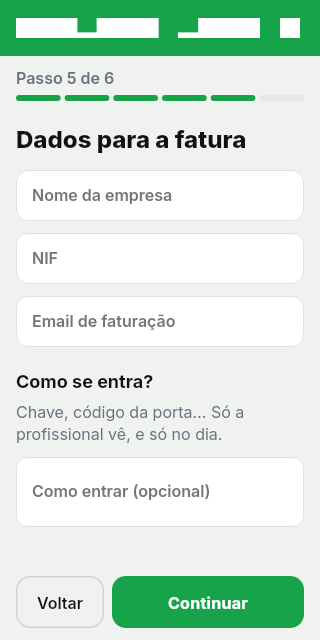 Passo 5 de 6
Dados para a fatura
Nome da empresa
NIF
Email de faturação
Como se entra?
Chave, código da porta... Só a
profissional vê, e só no dia.
Como entrar (opcional)
Voltar
Continuar